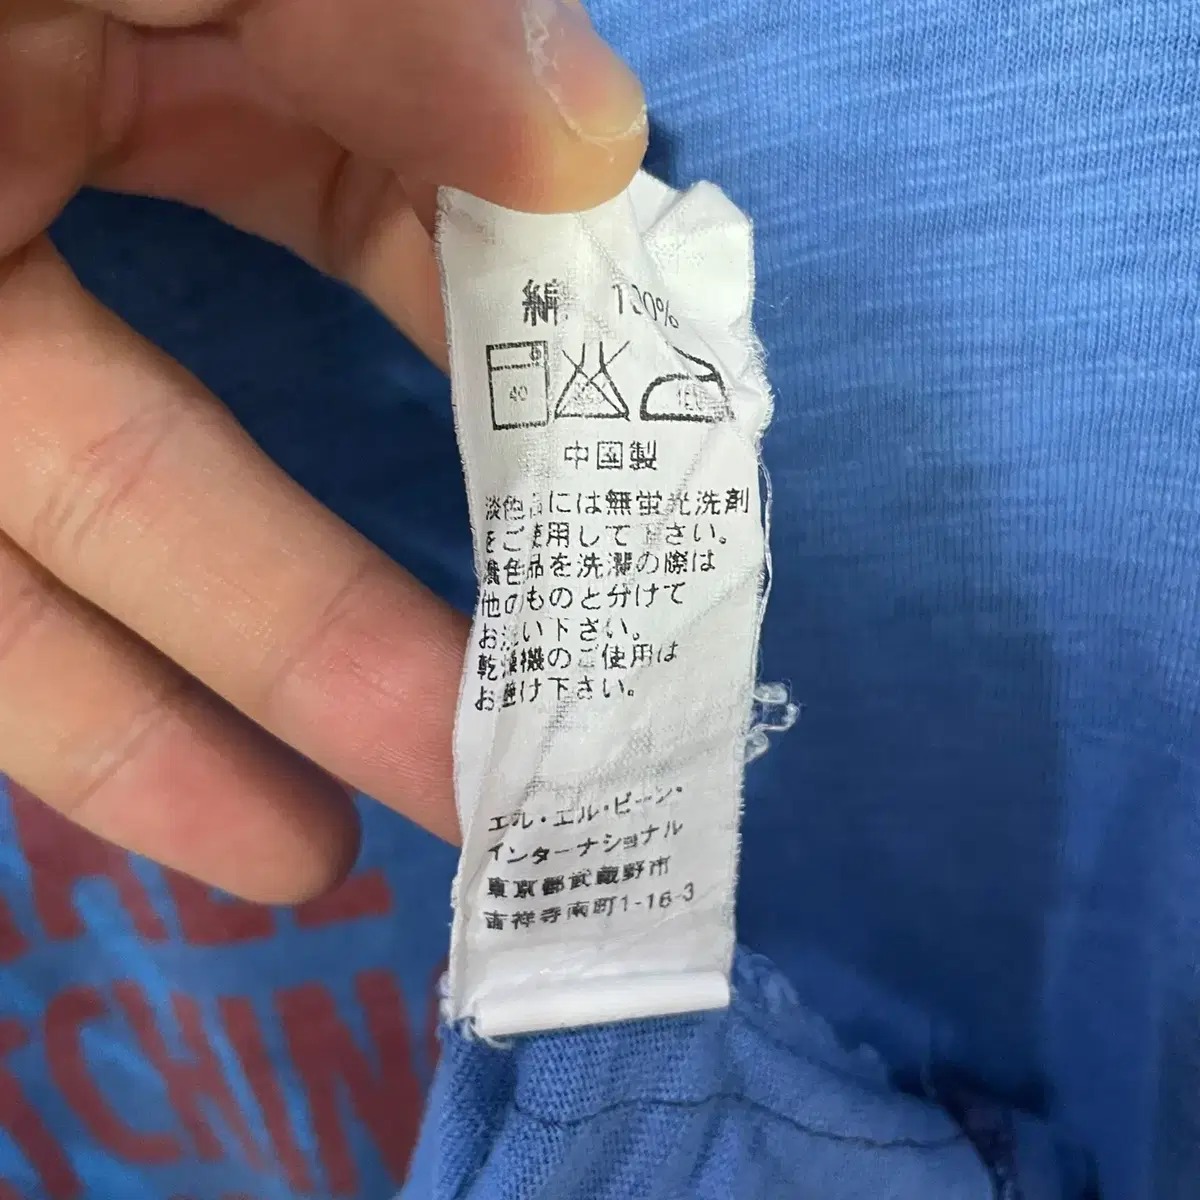 綿 100%
40
中国製
淡色品には無蛍光洗剤
をご使用して下さい。
濃色品を洗濯の際は
他のものと分けて
お洗い下さい。
乾燥機のご使用は
お避け下さい。
エル・エル・ビーン・
インターナショナル
東京都武蔵野市
吉祥寺南町1-16-3